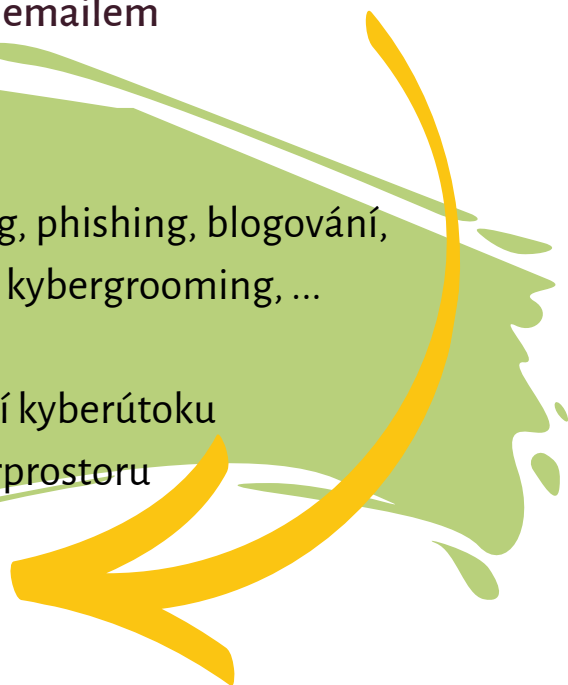 emailem
g, phishing, blogování,
kybergrooming, ...
í kyberútoku
rprostoru